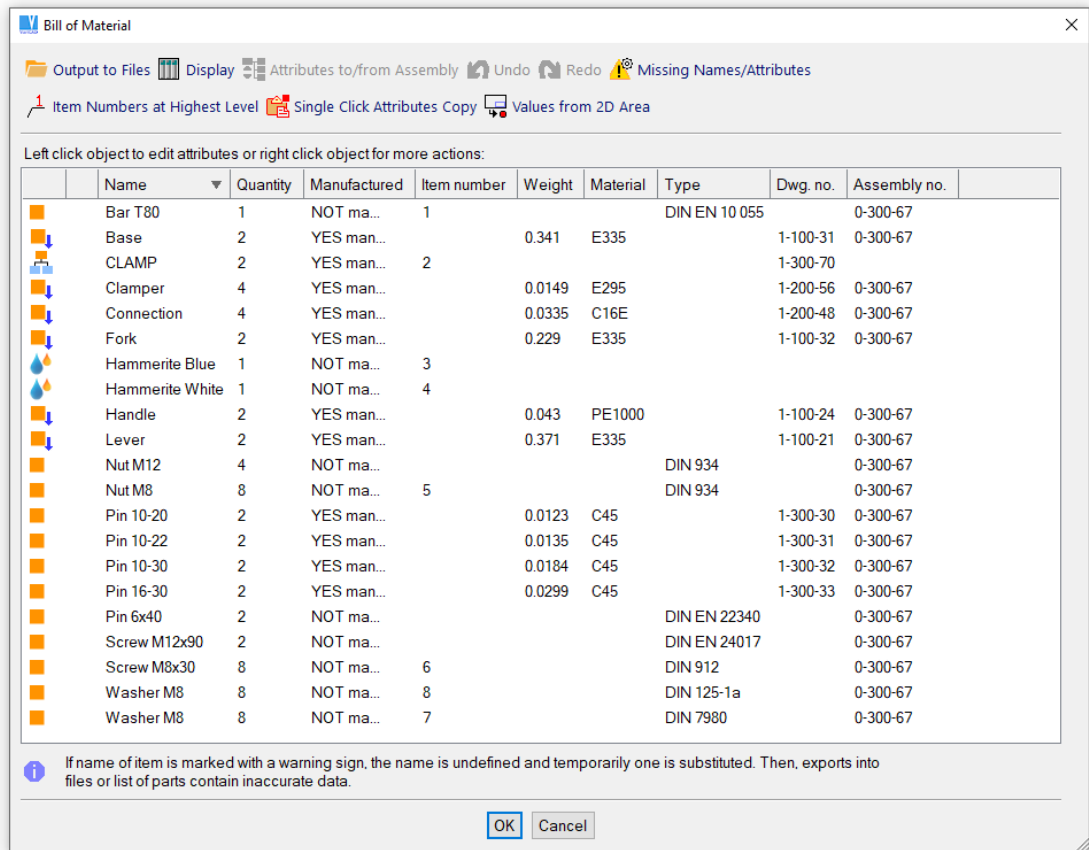 Bill of Material
Output to Files Display Attributes to/from Assembly Undo Redo Missing Names/Attributes
Item Numbers at Highest Level Single Click Attributes Copy Values from 2D Area
Left click object to edit attributes or right click object for more actions:
Name Quantity Manufactured Item number Weight Material Type Dwg. no. Assembly no.
Bar T80 1 NOT ma... 1 DIN EN 10 055 0-300-67
Base 2 YES man... 0.341 E335 1-100-31 0-300-67
CLAMP 2 YES man... 2 1-300-70
Clamper 4 YES man... 0.0149 E295 1-200-56 0-300-67
Connection 4 YES man... 0.0335 C16E 1-200-48 0-300-67
Fork 2 YES man... 0.229 E335 1-100-32 0-300-67
Hammerite Blue 1 NOT ma... 3
Hammerite White 1 NOT ma... 4
Handle 2 YES man... 0.043 PE1000 1-100-24 0-300-67
Lever 2 YES man... 0.371 E335 1-100-21 0-300-67
Nut M12 4 NOT ma... DIN 934 0-300-67
Nut M8 8 NOT ma... 5 DIN 934 0-300-67
Pin 10-20 2 YES man... 0.0123 C45 1-300-30 0-300-67
Pin 10-22 2 YES man... 0.0135 C45 1-300-31 0-300-67
Pin 10-30 2 YES man... 0.0184 C45 1-300-32 0-300-67
Pin 16-30 2 YES man... 0.0299 C45 1-300-33 0-300-67
Pin 6x40 2 NOT ma... DIN EN 22340 0-300-67
Screw M12x90 2 NOT ma... DIN EN 24017 0-300-67
Screw M8x30 8 NOT ma... 6 DIN 912 0-300-67
Washer M8 8 NOT ma... 8 DIN 125-1a 0-300-67
Washer M8 8 NOT ma... 7 DIN 7980 0-300-67
If name of item is marked with a warning sign, the name is undefined and temporarily one is substituted. Then, exports into
files or list of parts contain inaccurate data.
OK Cancel